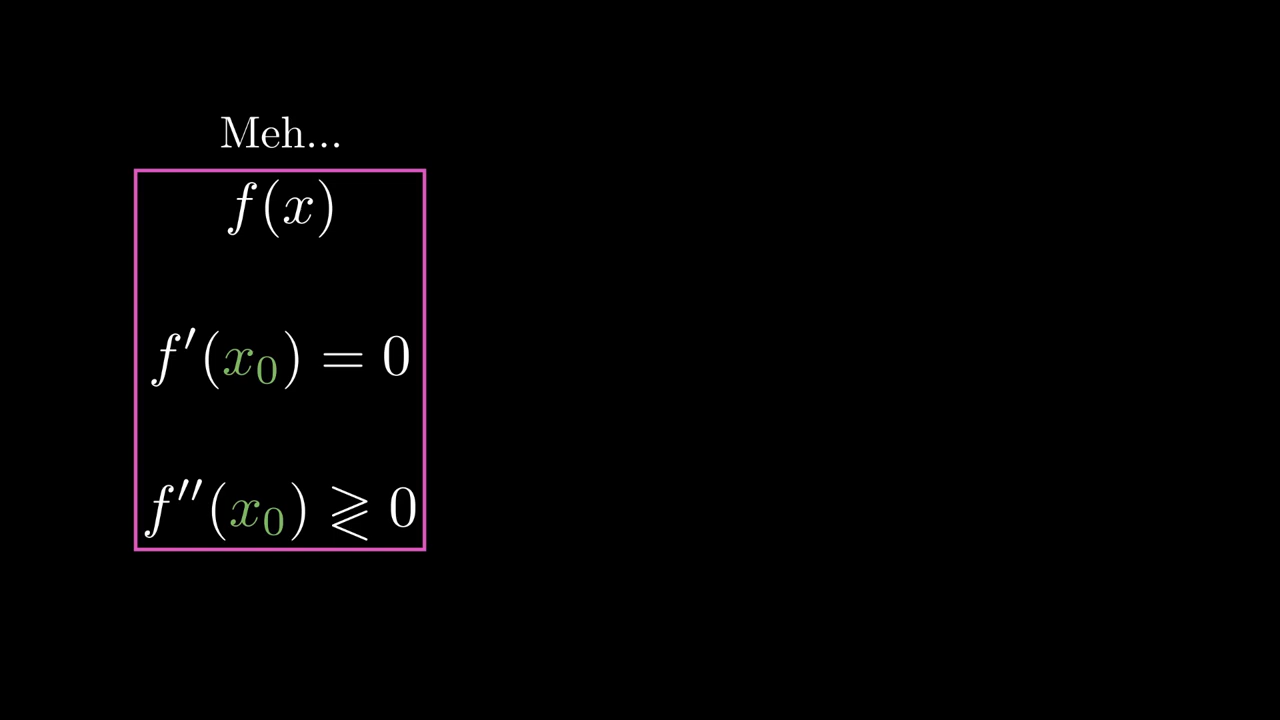 Meh...
f(x)
f′(x₀) = 0
f′′(x₀) ≷ 0